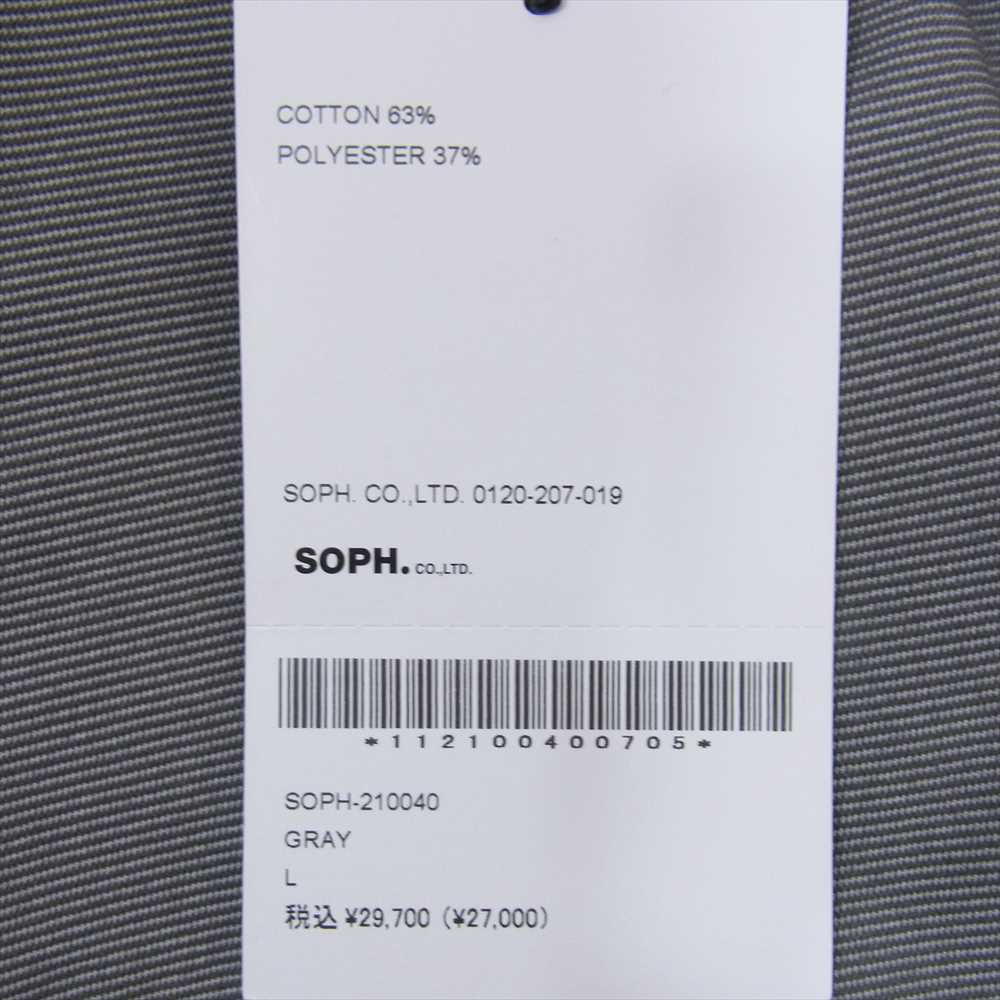 COTTON 63%
POLYESTER 37%
SOPH. CO.,LTD. 0120-207-019
SOPH. CO.,LTD.
*112100400705*
SOPH-210040
GRAY
L
税込 ¥29,700 (¥27,000)